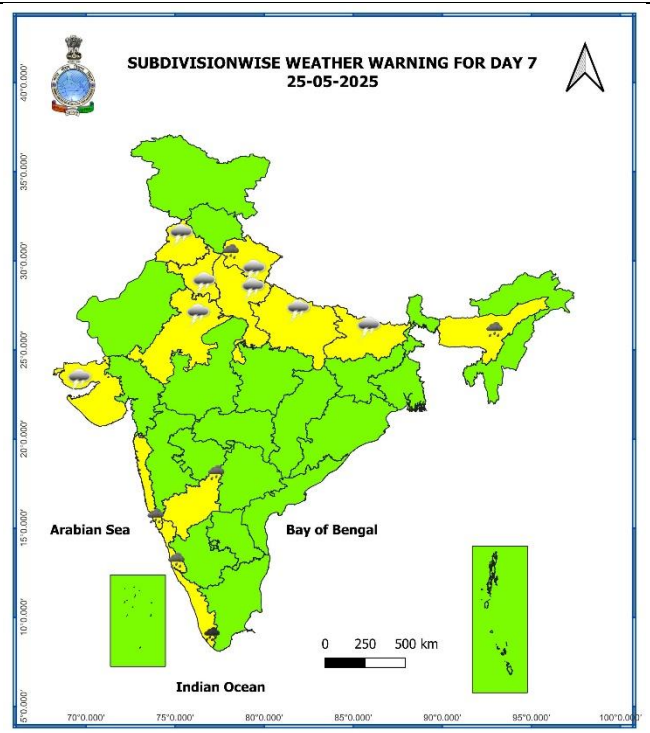 SUBDIVISIONWISE WEATHER WARNING FOR DAY 7
25-05-2025
40°0.000'
35°0.000'
30°0.000'
25°0.000'
20°0.000'
15°0.000'
10°0.000'
5°0.000'
Arabian Sea
Bay of Bengal
0 250 500 km
Indian Ocean
70°0.000' 75°0.000' 80°0.000' 85°0.000' 90°0.000' 95°0.000' 100°0.000'